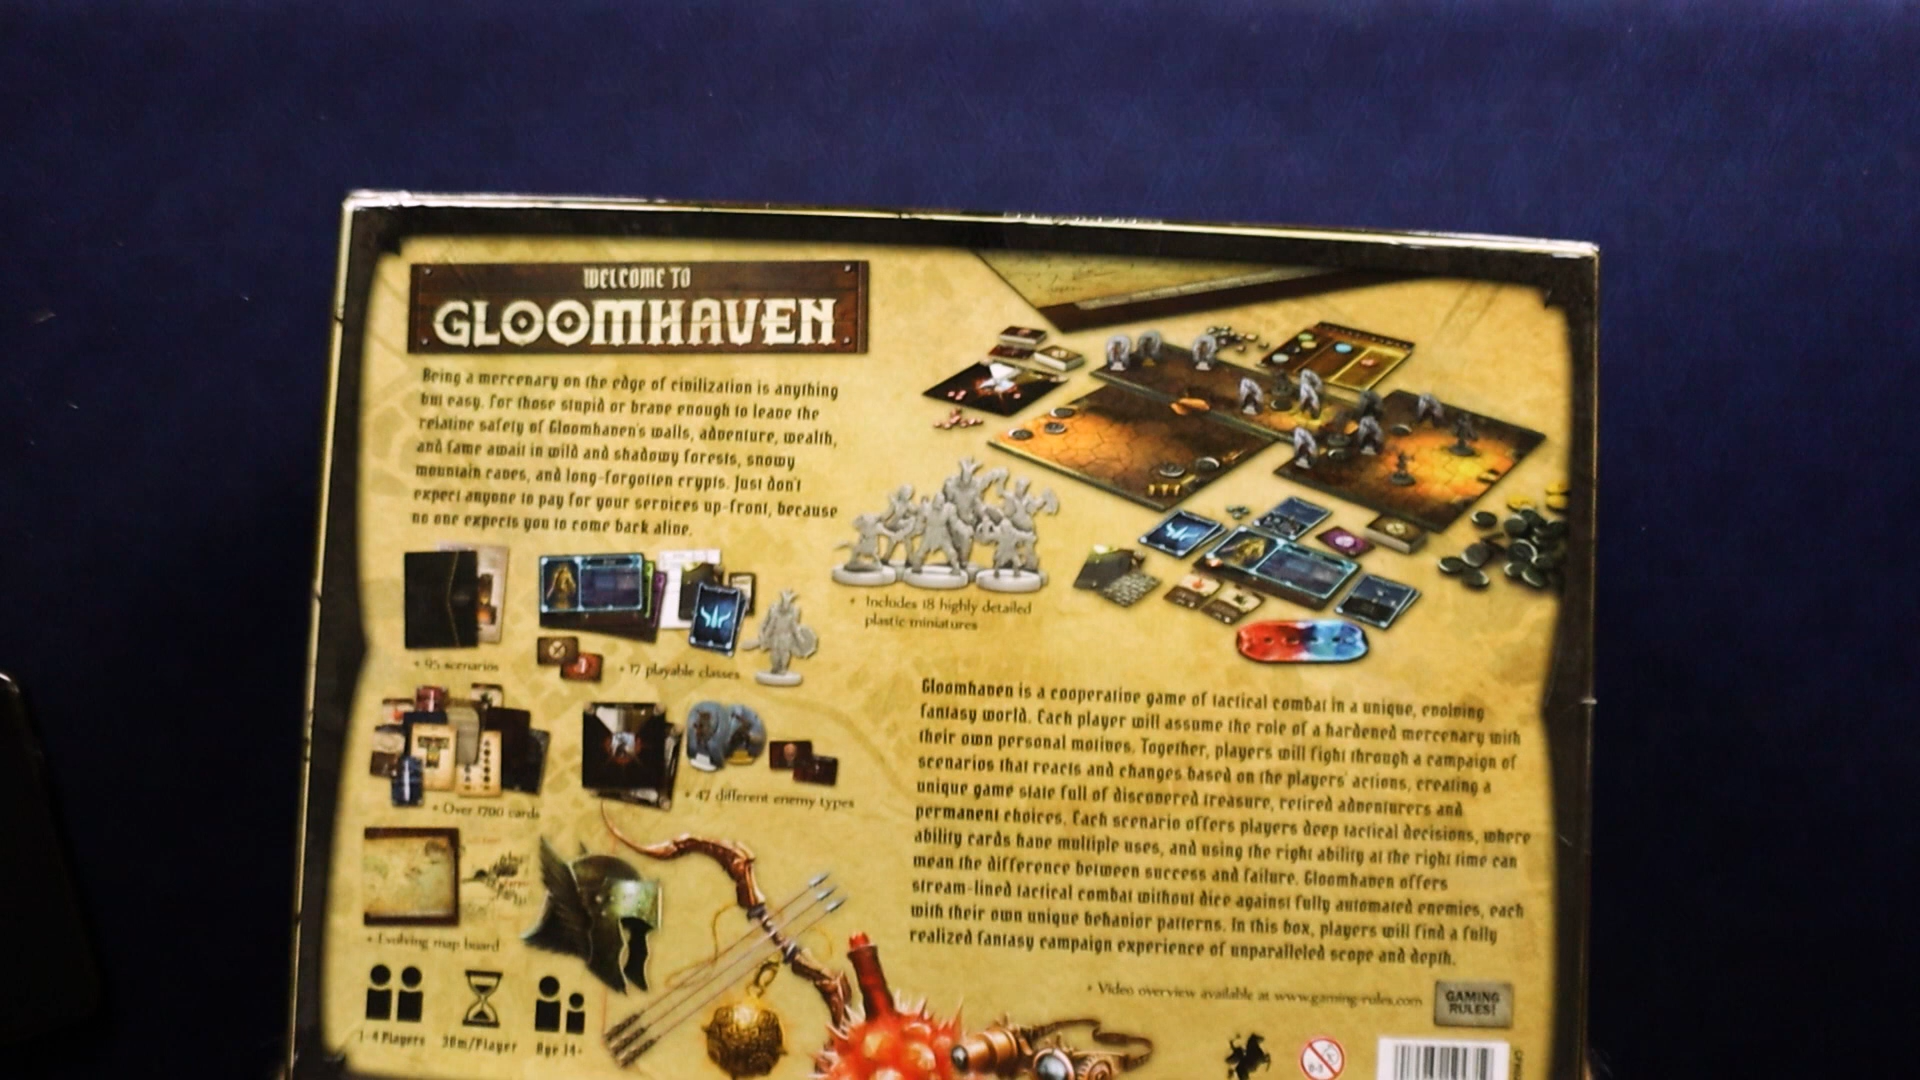 WELCOME TO
GLOOMHAVEN
Being a mercenary on the edge of civilization is anything
but easy. For those stupid or brave enough to leave the
relative safety of Gloomhaven's walls, adventure, wealth,
and fame await in wild and shadowy forests, snowy
mountain caves, and long-forgotten crypts. Just don't
expect anyone to pay for your services up-front, because
no one expects you to come back alive.
• Includes 18 highly detailed
plastic miniatures
• 95 scenarios
• 17 playable classes
• Over 1700 cards
• 47 different enemy types
• Evolving map board
1-4 Players
30m/Player
Age 14+
Gloomhaven is a cooperative game of tactical combat in a unique, evolving
fantasy world. Each player will assume the role of a hardened mercenary with
their own personal motives. Together, players will fight through a campaign of
scenarios that reacts and changes based on the players' actions, creating a
unique game state full of discovered treasure, retired adventurers and
permanent choices. Each scenario offers players deep tactical decisions, where
ability cards have multiple uses, and using the right ability at the right time can
mean the difference between success and failure. Gloomhaven offers
stream-lined tactical combat without dice against fully automated enemies, each
with their own unique behavior patterns. In this box, players will find a fully
realized fantasy campaign experience of unparalleled scope and depth.
• Video overview available at www.gaming-rules.com
GAMING
RULES!
0-3